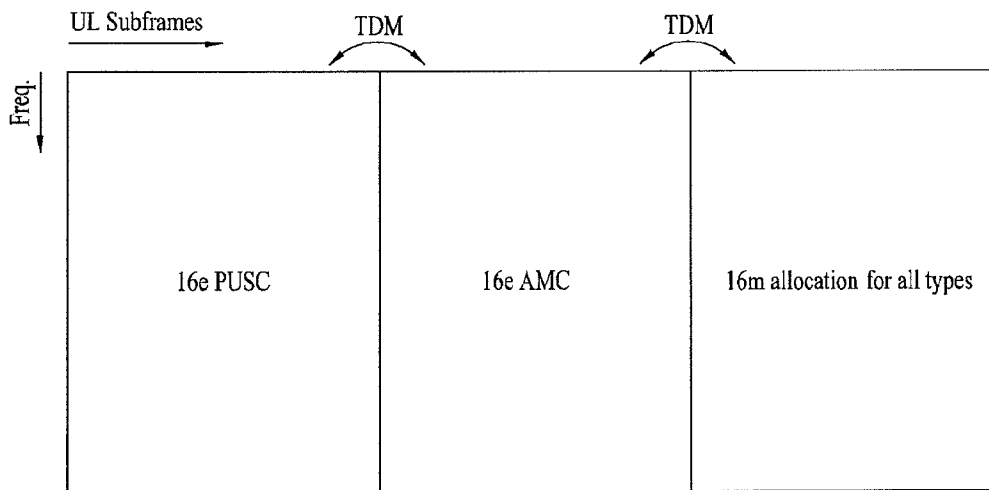 UL Subframes
TDM
TDM
Freq.
16e PUSC
16e AMC
16m allocation for all types